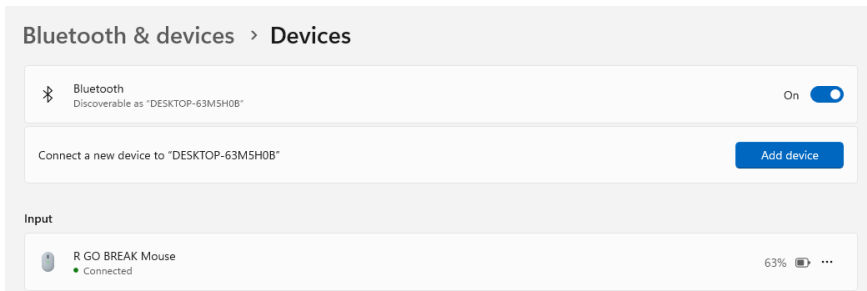 Bluetooth & devices > Devices
Bluetooth
Discoverable as "DESKTOP-63M5H0B"
On
Connect a new device to "DESKTOP-63M5H0B"
Add device
Input
R GO BREAK Mouse
Connected
63%
...